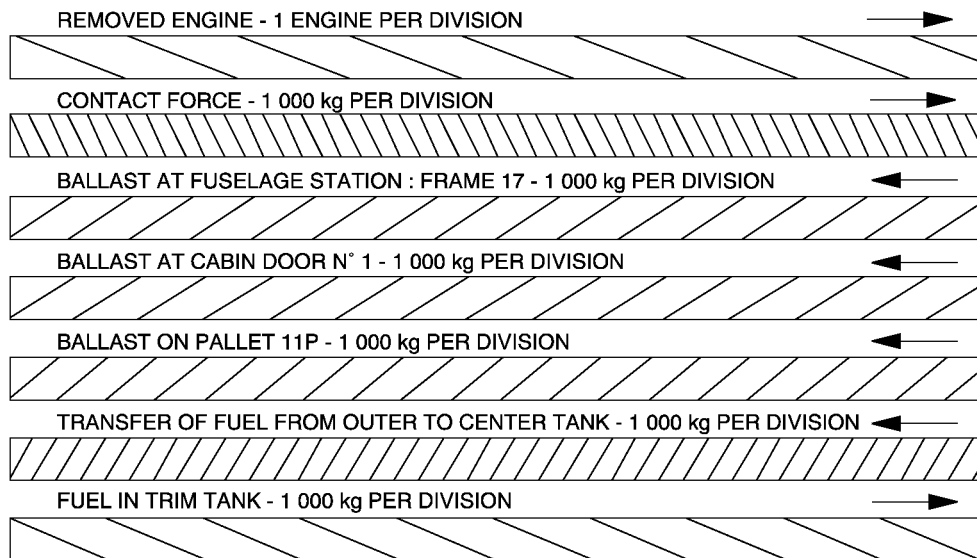 REMOVED ENGINE - 1 ENGINE PER DIVISION
CONTACT FORCE - 1 000 kg PER DIVISION
BALLAST AT FUSELAGE STATION : FRAME 17 - 1 000 kg PER DIVISION
BALLAST AT CABIN DOOR N° 1 - 1 000 kg PER DIVISION
BALLAST ON PALLET 11P - 1 000 kg PER DIVISION
TRANSFER OF FUEL FROM OUTER TO CENTER TANK - 1 000 kg PER DIVISION
FUEL IN TRIM TANK - 1 000 kg PER DIVISION